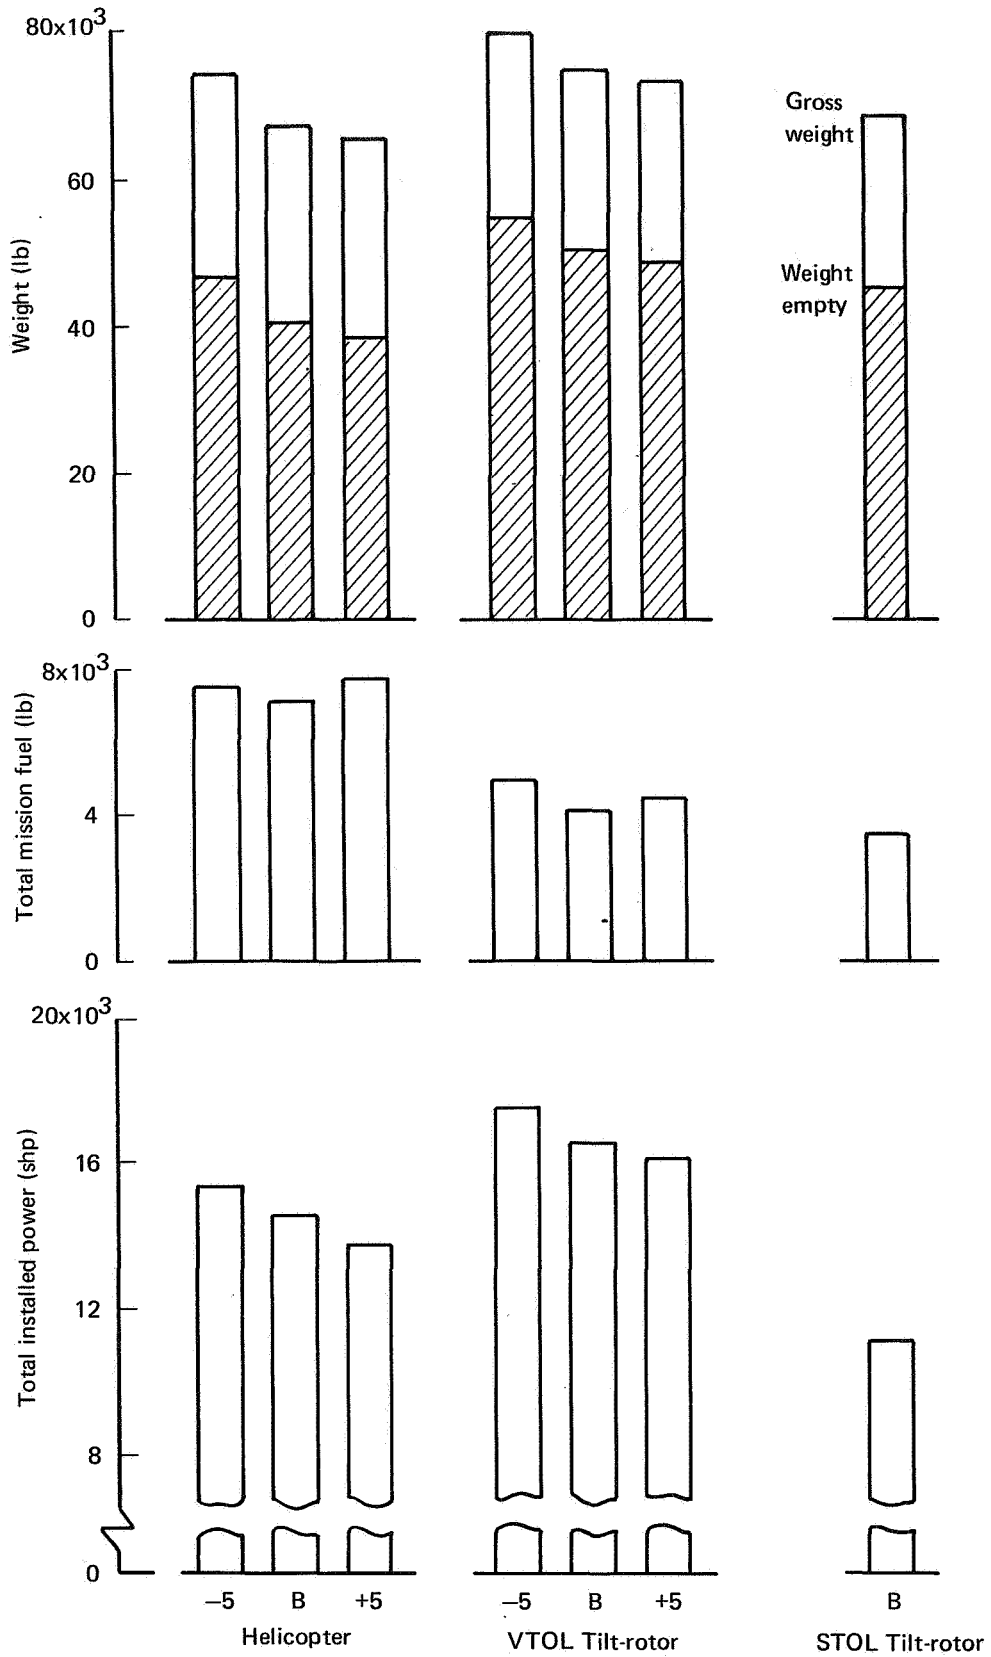 80x10³
60
40
20
0
Weight (lb)
Gross
weight
Weight
empty
8x10³
4
0
Total mission fuel (lb)
20x10³
16
12
8
0
Total installed power (shp)
–5 B +5 –5 B +5 B
Helicopter VTOL Tilt-rotor STOL Tilt-rotor